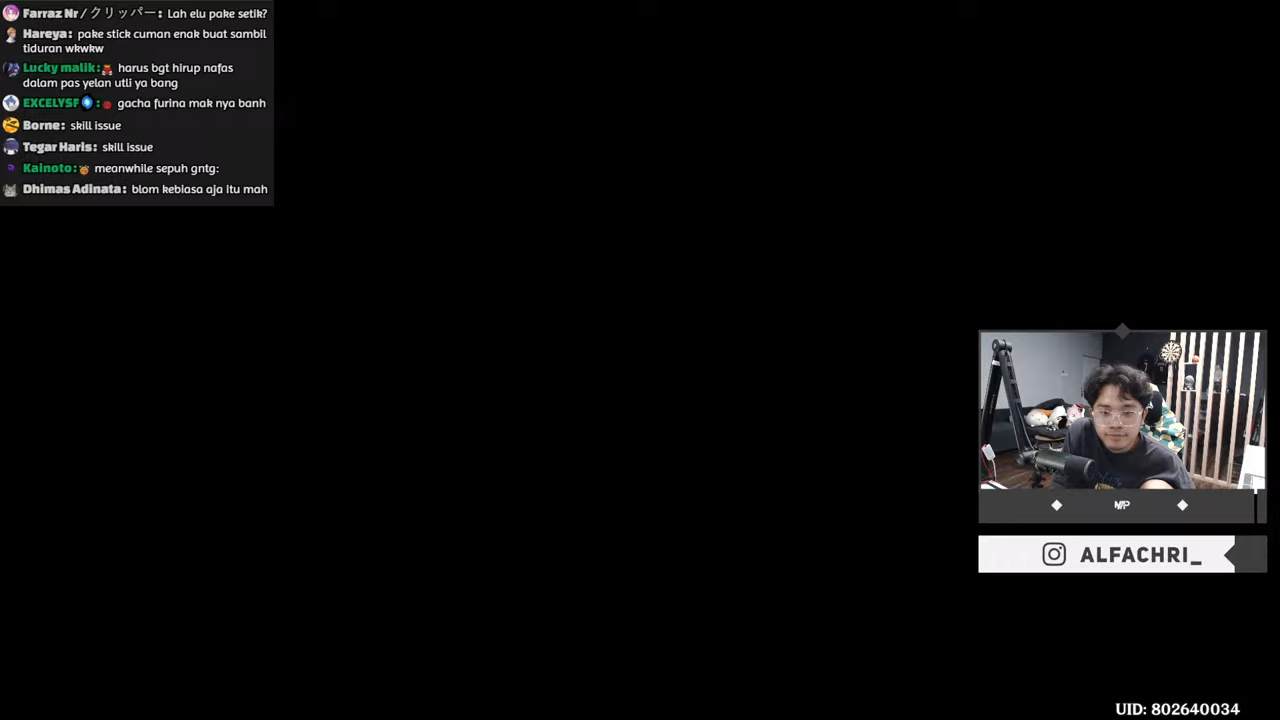 Farraz Nr / クリッパー: Lah elu pake setik?
Hareya: pake stick cuman enak buat sambil
tiduran wkwkw
Lucky malik: harus bgt hirup nafas
dalam pas yelan utli ya bang
EXCELYSF: gacha furina mak nya banh
Borne: skill issue
Tegar Haris: skill issue
Kainoto: meanwhile sepuh gntg:
Dhimas Adinata: blom kebiasa aja itu mah
ALFACHRI_
UID: 802640034